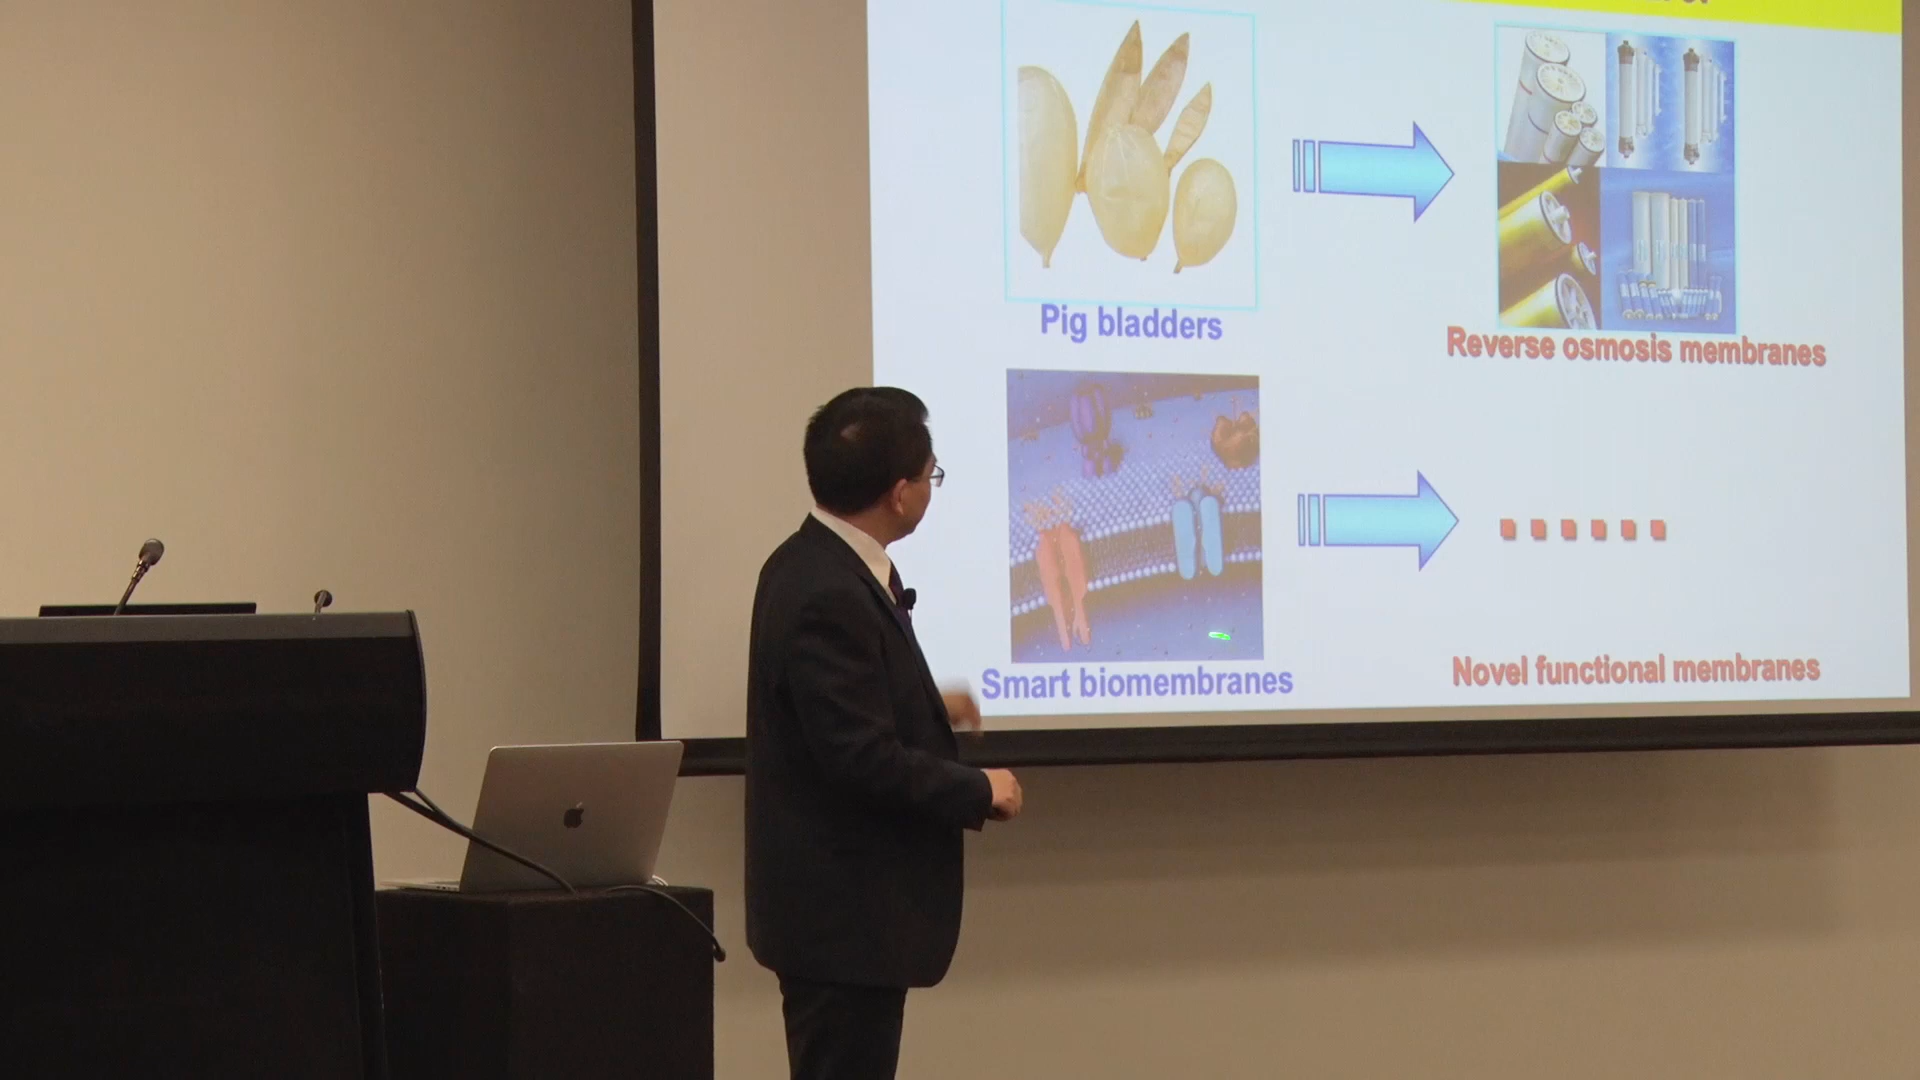 Pig bladders
Reverse osmosis membranes
Smart biomembranes
Novel functional membranes